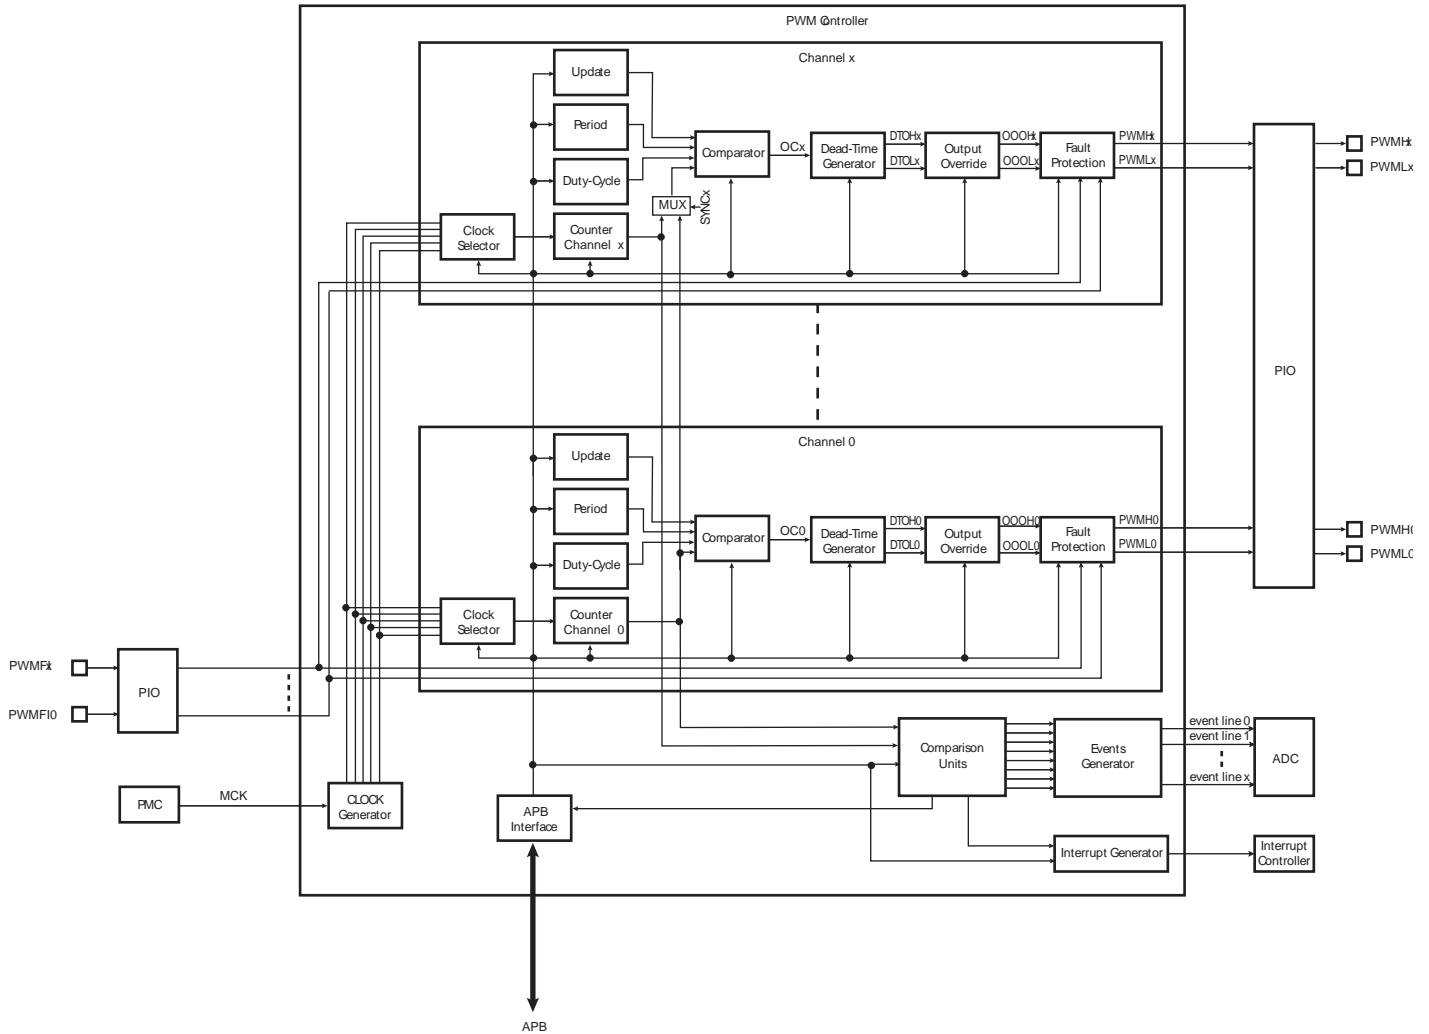 PWM Controller
Channel x
Update
Period
Duty-Cycle
Comparator
OCx
Dead-Time
Generator
DTOHx
DTOLx
Output
Override
OOOHx
OOOLx
Fault
Protection
PWMHx
PWMLx
PWMHx
PWMLx
MUX
SYNCx
Clock
Selector
Counter
Channel x
PIO
Channel 0
Update
Period
Duty-Cycle
Comparator
OC0
Dead-Time
Generator
DTOH0
DTOL0
Output
Override
OOOH0
OOOL0
Fault
Protection
PWMH0
PWML0
PWMH0
PWML0
Clock
Selector
Counter
Channel 0
PWMFIx
PWMFI0
PIO
PMC
MCK
CLOCK
Generator
APB
Interface
Comparison
Units
Events
Generator
event line 0
event line 1
event line x
ADC
Interrupt Generator
Interrupt
Controller
APB